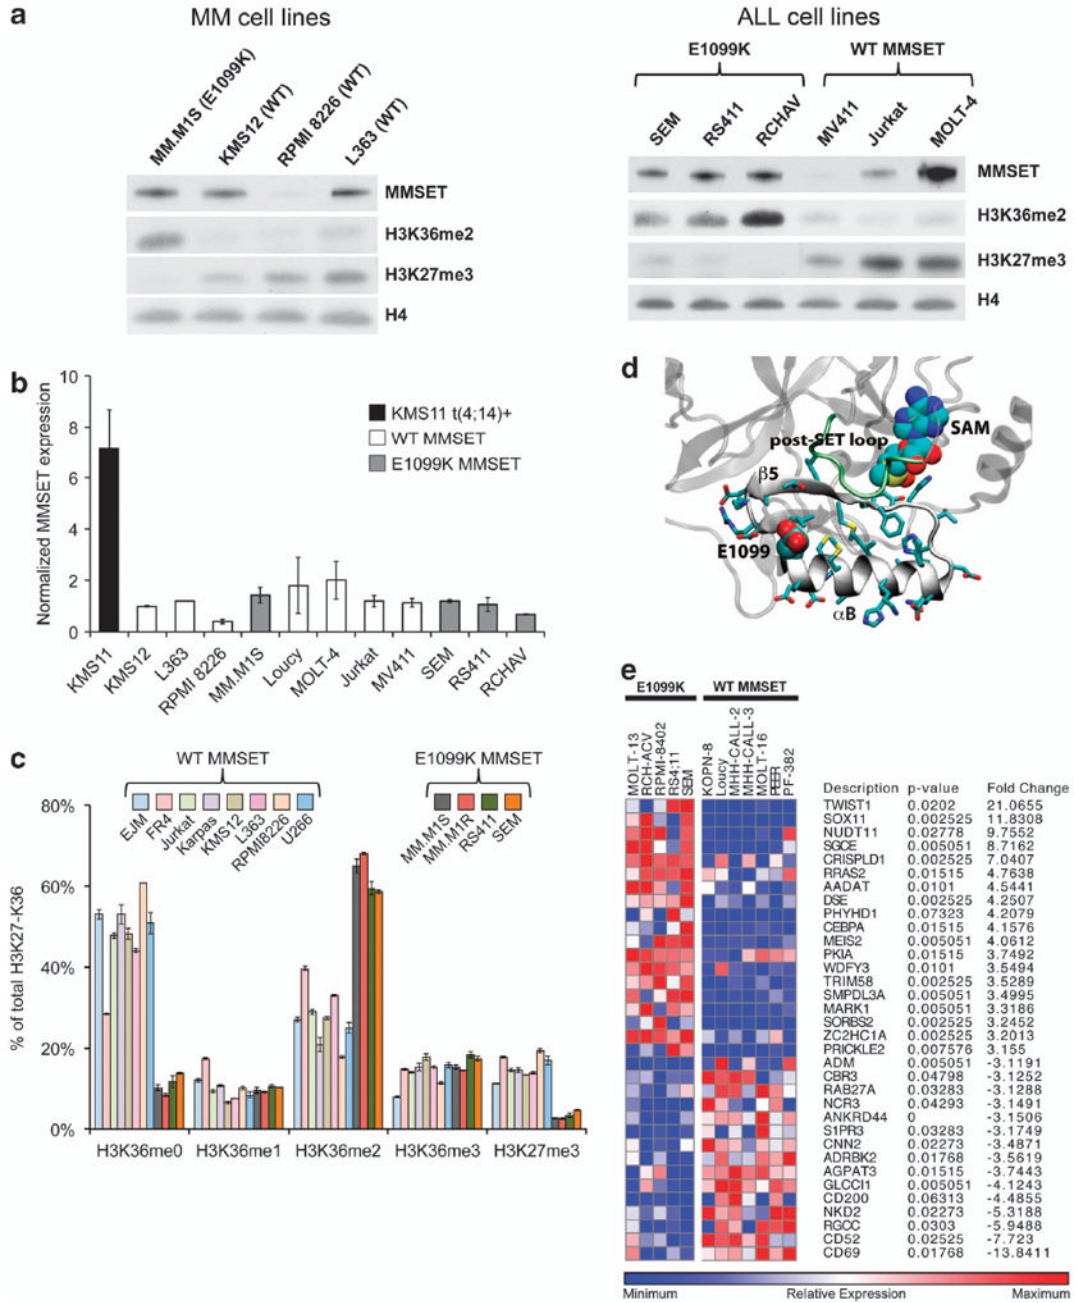 a
MM cell lines
MM.M1S (E1099K)
KMS12 (WT)
RPMI 8226 (WT)
L363 (WT)
MMSET
H3K36me2
H3K27me3
H4
ALL cell lines
E1099K
WT MMSET
SEM
RS411
RCHAV
MV411
Jurkat
MOLT-4
MMSET
H3K36me2
H3K27me3
H4
b
Normalized MMSET expression
10
8
6
4
2
0
KMS11 t(4;14)+
WT MMSET
E1099K MMSET
KMS11
KMS12
L363
RPMI 8226
MM.M1S
Loucy
MOLT-4
Jurkat
MV411
SEM
RS411
RCHAV
c
WT MMSET
E1099K MMSET
EJM
FR4
Jurkat
Karpas
KMS12
L363
RPMI8226
U266
MM.M1S
MM.M1R
RS411
SEM
% of total H3K27-K36
80%
60%
40%
20%
0%
H3K36me0
H3K36me1
H3K36me2
H3K36me3
H3K27me3
d
SAM
post-SET loop
β5
E1099
αB
e
E1099K
WT MMSET
MOLT-13
RCH-ACV
RPMI-8402
RS4;11
SEM
KOPN-8
Loucy
MHH-CALL-2
MHH-CALL-3
MOLT-16
PEER
PF-382
Description p-value Fold Change
TWIST1 0.0202 21.0655
SOX11 0.002525 11.8308
NUDT11 0.02778 9.7552
SGCE 0.005051 8.7162
CRISPLD1 0.002525 7.0407
RRAS2 0.01515 4.7638
AADAT 0.0101 4.5441
DSE 0.002525 4.2507
PHYHD1 0.07323 4.2079
CEBPA 0.01515 4.1576
MEIS2 0.005051 4.0612
PKIA 0.01515 3.7492
WDFY3 0.0101 3.5494
TRIM58 0.002525 3.5289
SMPDL3A 0.005051 3.4995
MARK1 0.005051 3.3186
SORBS2 0.002525 3.2452
ZC2HC1A 0.002525 3.2013
PRICKLE2 0.007576 3.155
ADM 0.005051 -3.1191
CBR3 0.04798 -3.1252
RAB27A 0.03283 -3.1288
NCR3 0.04293 -3.1491
ANKRD44 0 -3.1506
S1PR3 0.03283 -3.1749
CNN2 0.02273 -3.4871
ADRBK2 0.01768 -3.5619
AGPAT3 0.01515 -3.7443
GLCCI1 0.005051 -4.1243
CD200 0.06313 -4.4855
NKD2 0.02273 -5.3188
RGCC 0.0303 -5.9488
CD52 0.02525 -7.723
CD69 0.01768 -13.8411
Minimum Relative Expression Maximum